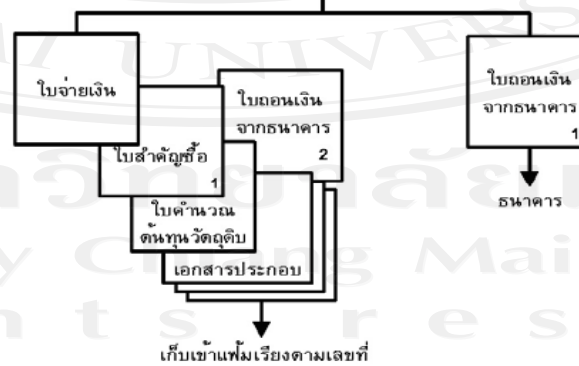 UNIVERS
ใบจ่ายเงิน
ใบถอนเงิน
จากธนาคาร
2
ใบถอนเงิน
จากธนาคาร
1
ใบสำคัญซื้อ
1
ธนาคาร
ใบคำนวณ
ต้นทุนวัตถุดิบ
เอกสารประกอบ
Chiang Mai
เก็บเข้าแฟ้มเรียงตามเลขที่